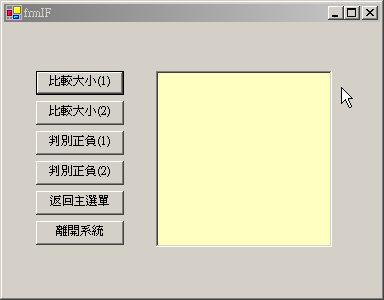 frmIF
比較大小(1)
比較大小(2)
判別正負(1)
判別正負(2)
返回主選單
離開系統